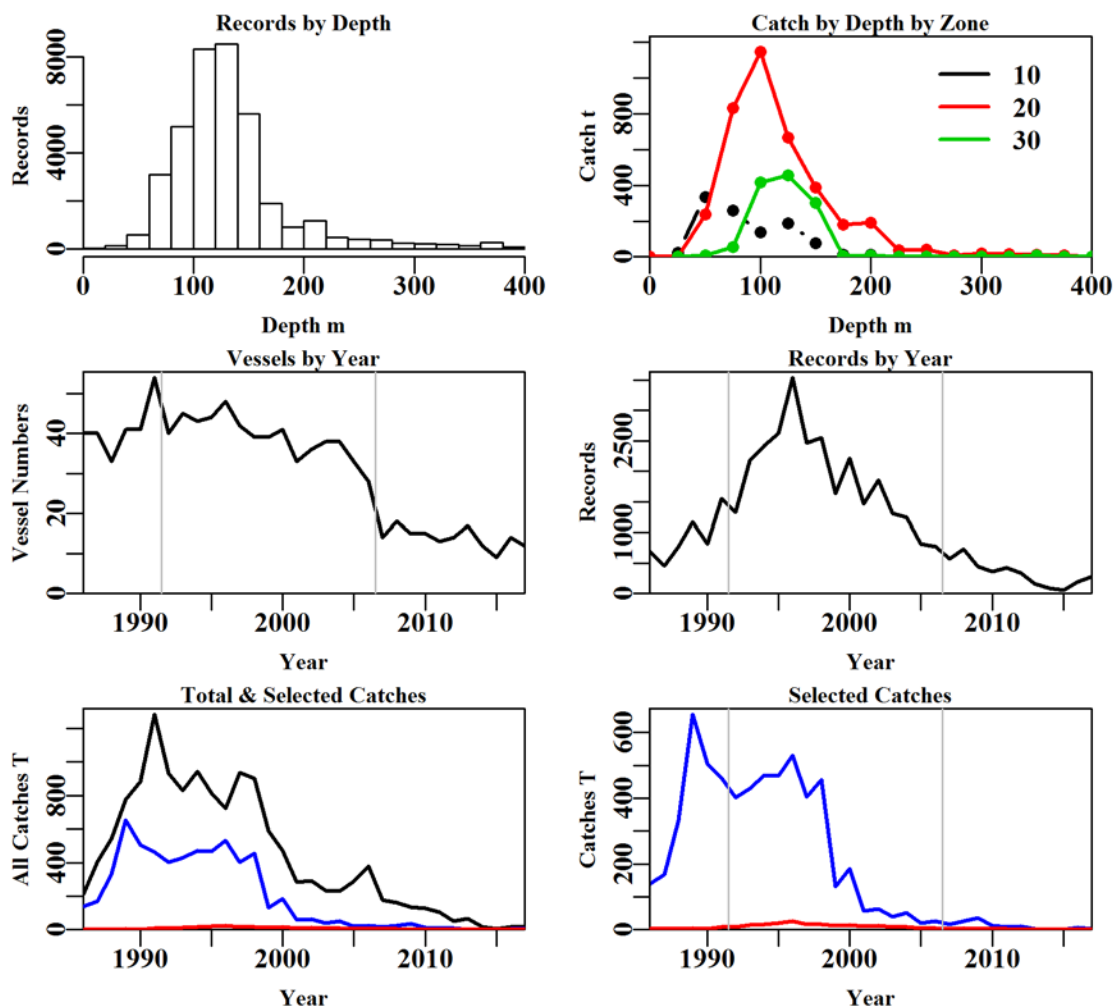 Records by Depth
Records
0 4000 8000
0 100 200 300 400
Depth m
Catch by Depth by Zone
Catch t
0 400 800
10
20
30
0 100 200 300 400
Depth m
Vessels by Year
Vessel Numbers
0 20 40
1990 2000 2010
Year
Records by Year
Records
0 1000 2500
1990 2000 2010
Year
Total & Selected Catches
All Catches T
0 400 800
1990 2000 2010
Year
Selected Catches
Catches T
0 200 400 600
1990 2000 2010
Year